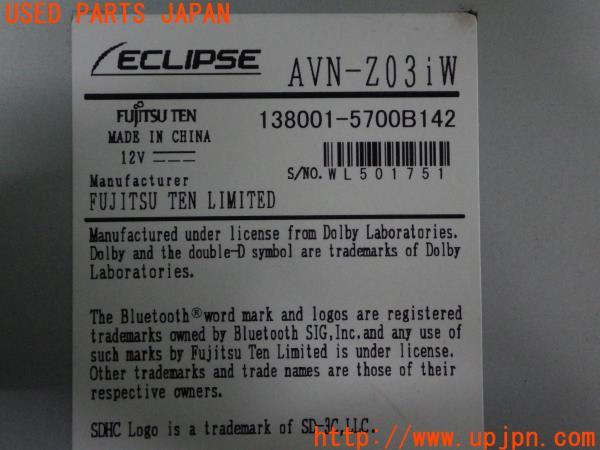 USED PARTS JAPAN
ECLIPSE AVN-Z03iW
FUJITSU TEN 138001-5700B142
MADE IN CHINA
12V
S/NO. WL501751
Manufacturer
FUJITSU TEN LIMITED
Manufactured under license from Dolby Laboratories.
Dolby and the double-D symbol are trademarks of Dolby
Laboratories.
The Bluetooth® word mark and logos are registered
trademarks owned by Bluetooth SIG,Inc.and any use of
such marks by Fujitsu Ten Limited is under license.
Other trademarks and trade names are those of their
respective owners.
SDHC Logo is a trademark of SD-3C,LLC.
http://www.upjpn.com/